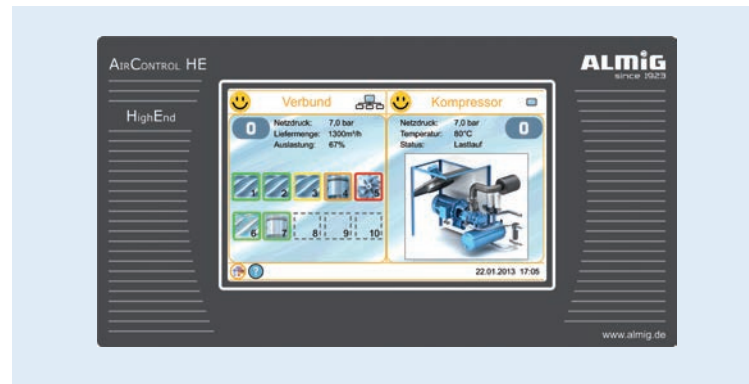 AirControl HE
HighEnd
ALMiG
since 1923
Verbund
0
Netzdruck: 7,0 bar
Liefermenge: 1300m³/h
Auslastung: 67%
1 2 3 4 5
6 7 8 9 10
Kompressor
Netzdruck: 7,0 bar
Temperatur: 80°C
Status: Lastlauf
0
22.01.2013 17:05
www.almig.de